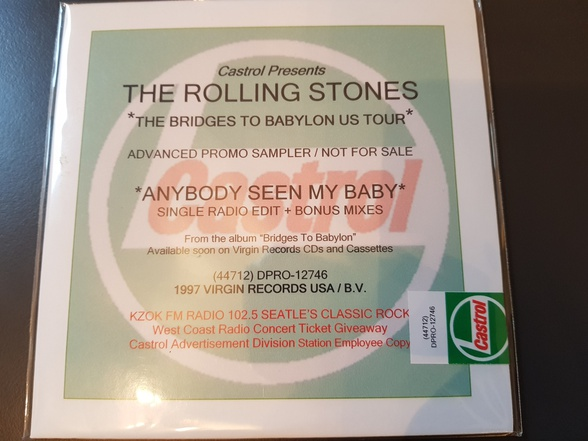 Castrol Presents
THE ROLLING STONES
*THE BRIDGES TO BABYLON US TOUR*
ADVANCED PROMO SAMPLER / NOT FOR SALE
*ANYBODY SEEN MY BABY*
SINGLE RADIO EDIT + BONUS MIXES
Castrol
From the album "Bridges To Babylon"
Available soon on Virgin Records CDs and Cassettes
(44712) DPRO-12746
1997 VIRGIN RECORDS USA / B.V.
KZOK FM RADIO 102.5 SEATLE'S CLASSIC ROCK
West Coast Radio Concert Ticket Giveaway
Castrol Advertisement Division Station Employee Copy
(44712)
DPRO-12746
Castrol